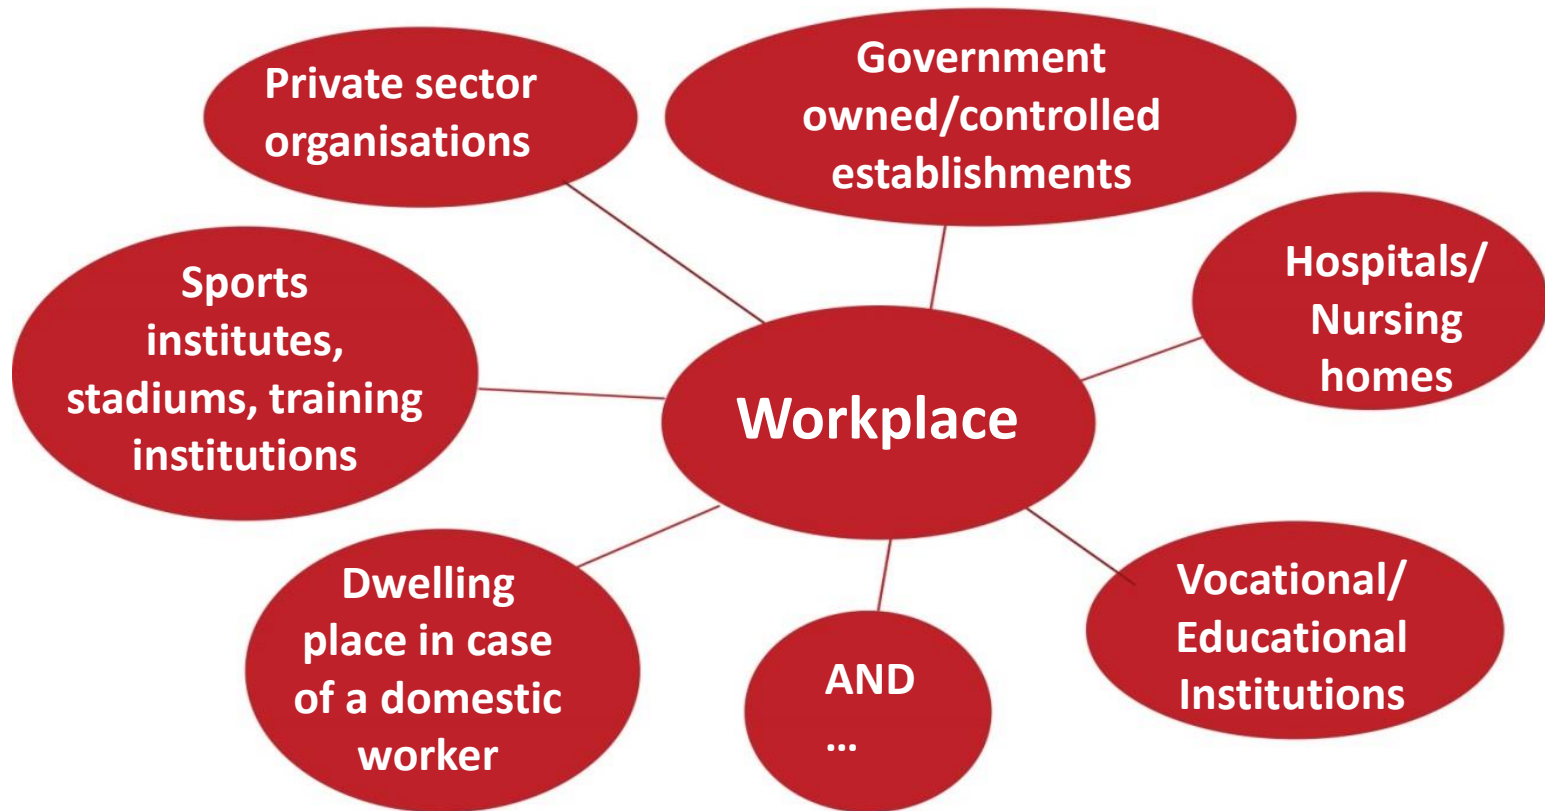 Private sector
organisations
Government
owned/controlled
establishments
Hospitals/
Nursing
homes
Sports
institutes,
stadiums, training
institutions
Workplace
Dwelling
place in case
of a domestic
worker
AND
...
Vocational/
Educational
Institutions